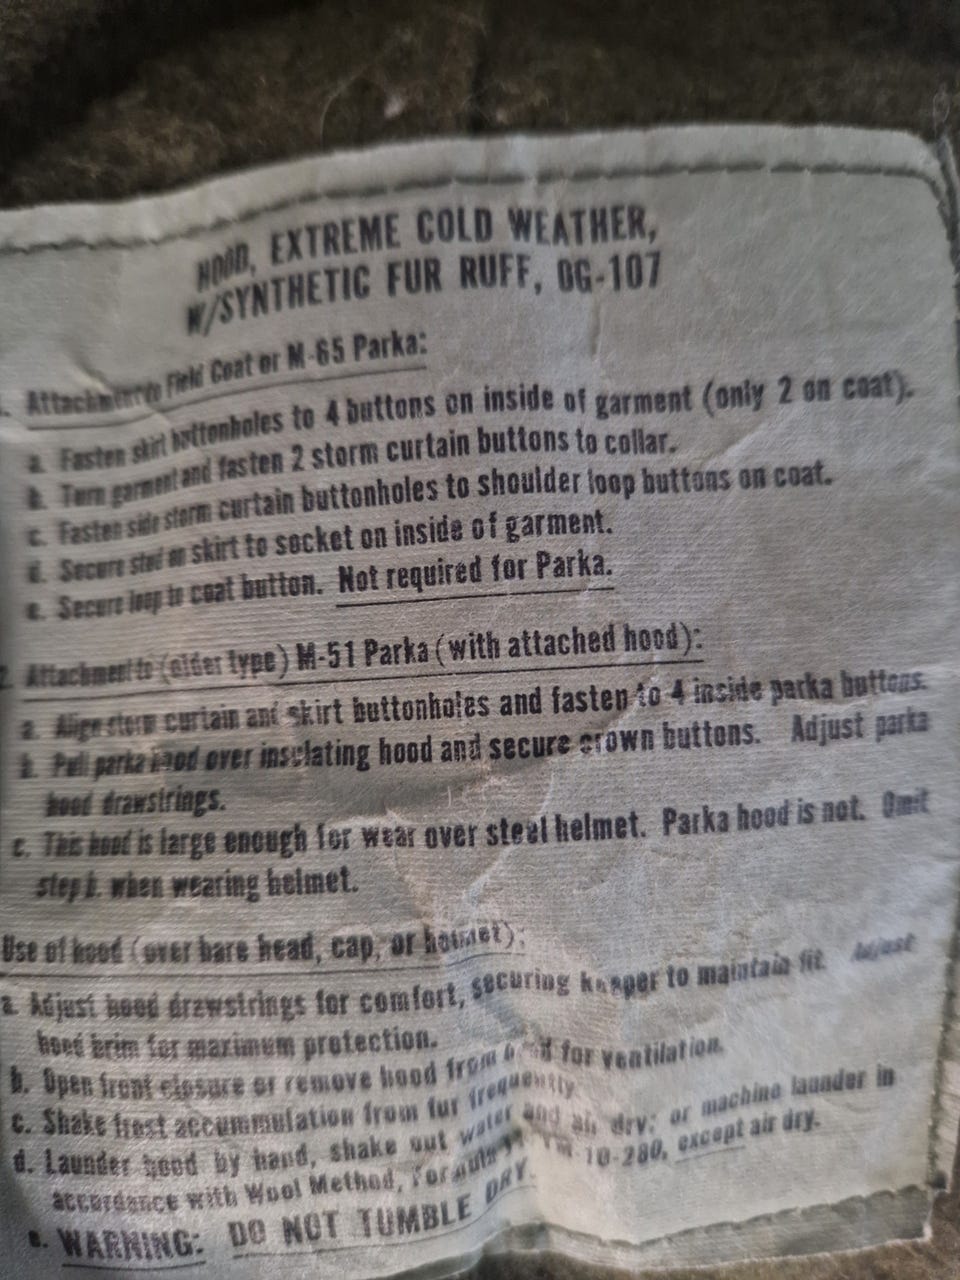 HOOD, EXTREME COLD WEATHER,
W/SYNTHETIC FUR RUFF, OG-107
Attachment to Field Coat or M-65 Parka:
a. Fasten skirt buttonholes to 4 buttons on inside of garment (only 2 on coat).
b. Turn garment and fasten 2 storm curtain buttons to collar.
c. Fasten side storm curtain buttonholes to shoulder loop buttons on coat.
d. Secure stud on skirt to socket on inside of garment.
e. Secure loop to coat button. Not required for Parka.
2. Attachment to (older type) M-51 Parka (with attached hood):
a. Align storm curtain and skirt buttonholes and fasten to 4 inside parka buttons.
b. Pull parka hood over insulating hood and secure crown buttons. Adjust parka
hood drawstrings.
c. This hood is large enough for wear over steel helmet. Parka hood is not. Omit
step b. when wearing helmet.
Use of hood (over bare head, cap, or helmet):
a. Adjust hood drawstrings for comfort, securing keeper to maintain fit. Adjust
hood brim for maximum protection.
b. Open front closure or remove hood from head for ventilation.
c. Shake frost accummulation from fur frequently.
d. Launder hood by hand, shake out water and air dry; or machine launder in
accordance with Wool Method, Formula TM 10-280, except air dry.
e. WARNING: DO NOT TUMBLE DRY.